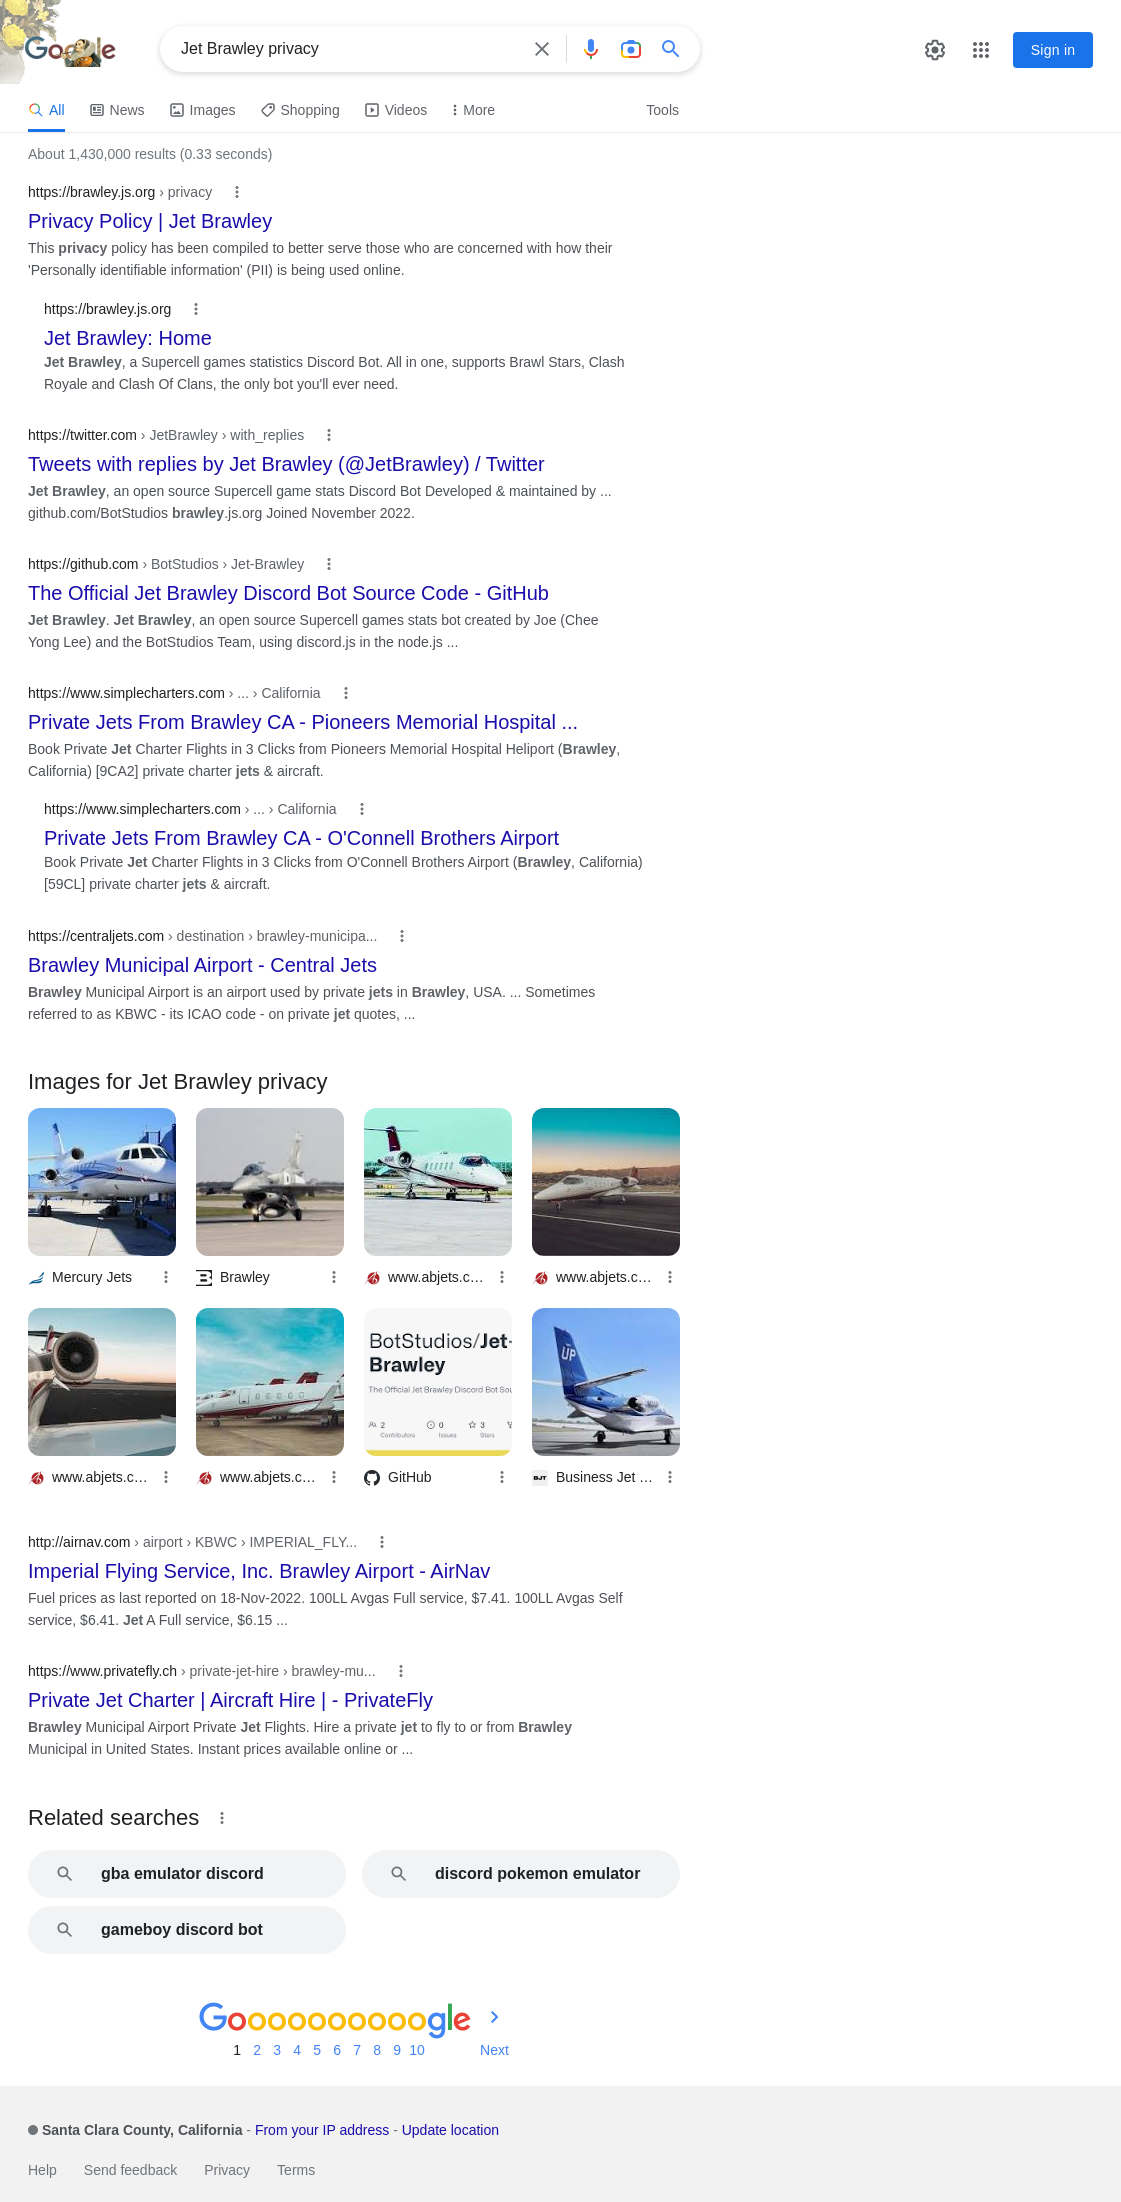 Google
Jet Brawley privacy
Sign in
All
News
Images
Shopping
Videos
More
Tools
About 1,430,000 results (0.33 seconds)
https://brawley.js.org › privacy
Privacy Policy | Jet Brawley
This privacy policy has been compiled to better serve those who are concerned with how their
'Personally identifiable information' (PII) is being used online.
https://brawley.js.org
Jet Brawley: Home
Jet Brawley, a Supercell games statistics Discord Bot. All in one, supports Brawl Stars, Clash
Royale and Clash Of Clans, the only bot you'll ever need.
https://twitter.com › JetBrawley › with_replies
Tweets with replies by Jet Brawley (@JetBrawley) / Twitter
Jet Brawley, an open source Supercell game stats Discord Bot Developed & maintained by ...
github.com/BotStudios brawley.js.org Joined November 2022.
https://github.com › BotStudios › Jet-Brawley
The Official Jet Brawley Discord Bot Source Code - GitHub
Jet Brawley. Jet Brawley, an open source Supercell games stats bot created by Joe (Chee
Yong Lee) and the BotStudios Team, using discord.js in the node.js ...
https://www.simplecharters.com › ... › California
Private Jets From Brawley CA - Pioneers Memorial Hospital ...
Book Private Jet Charter Flights in 3 Clicks from Pioneers Memorial Hospital Heliport (Brawley,
California) [9CA2] private charter jets & aircraft.
https://www.simplecharters.com › ... › California
Private Jets From Brawley CA - O'Connell Brothers Airport
Book Private Jet Charter Flights in 3 Clicks from O'Connell Brothers Airport (Brawley, California)
[59CL] private charter jets & aircraft.
https://centraljets.com › destination › brawley-municipa...
Brawley Municipal Airport - Central Jets
Brawley Municipal Airport is an airport used by private jets in Brawley, USA. ... Sometimes
referred to as KBWC - its ICAO code - on private jet quotes, ...
Images for Jet Brawley privacy
Mercury Jets
Brawley
www.abjets.c…
www.abjets.c…
BotStudios/Jet-
Brawley
The Official Jet Brawley Discord Bot Sou
2
0
3
Contributors
Issues
Stars
UP
www.abjets.c…
www.abjets.c…
GitHub
BJT
Business Jet …
http://airnav.com › airport › KBWC › IMPERIAL_FLY...
Imperial Flying Service, Inc. Brawley Airport - AirNav
Fuel prices as last reported on 18-Nov-2022. 100LL Avgas Full service, $7.41. 100LL Avgas Self
service, $6.41. Jet A Full service, $6.15 ...
https://www.privatefly.ch › private-jet-hire › brawley-mu...
Private Jet Charter | Aircraft Hire | - PrivateFly
Brawley Municipal Airport Private Jet Flights. Hire a private jet to fly to or from Brawley
Municipal in United States. Instant prices available online or ...
Related searches
gba emulator discord
discord pokemon emulator
gameboy discord bot
Goooooooooogle
1 2 3 4 5 6 7 8 9 10 Next
Santa Clara County, California - From your IP address - Update location
Help Send feedback Privacy Terms